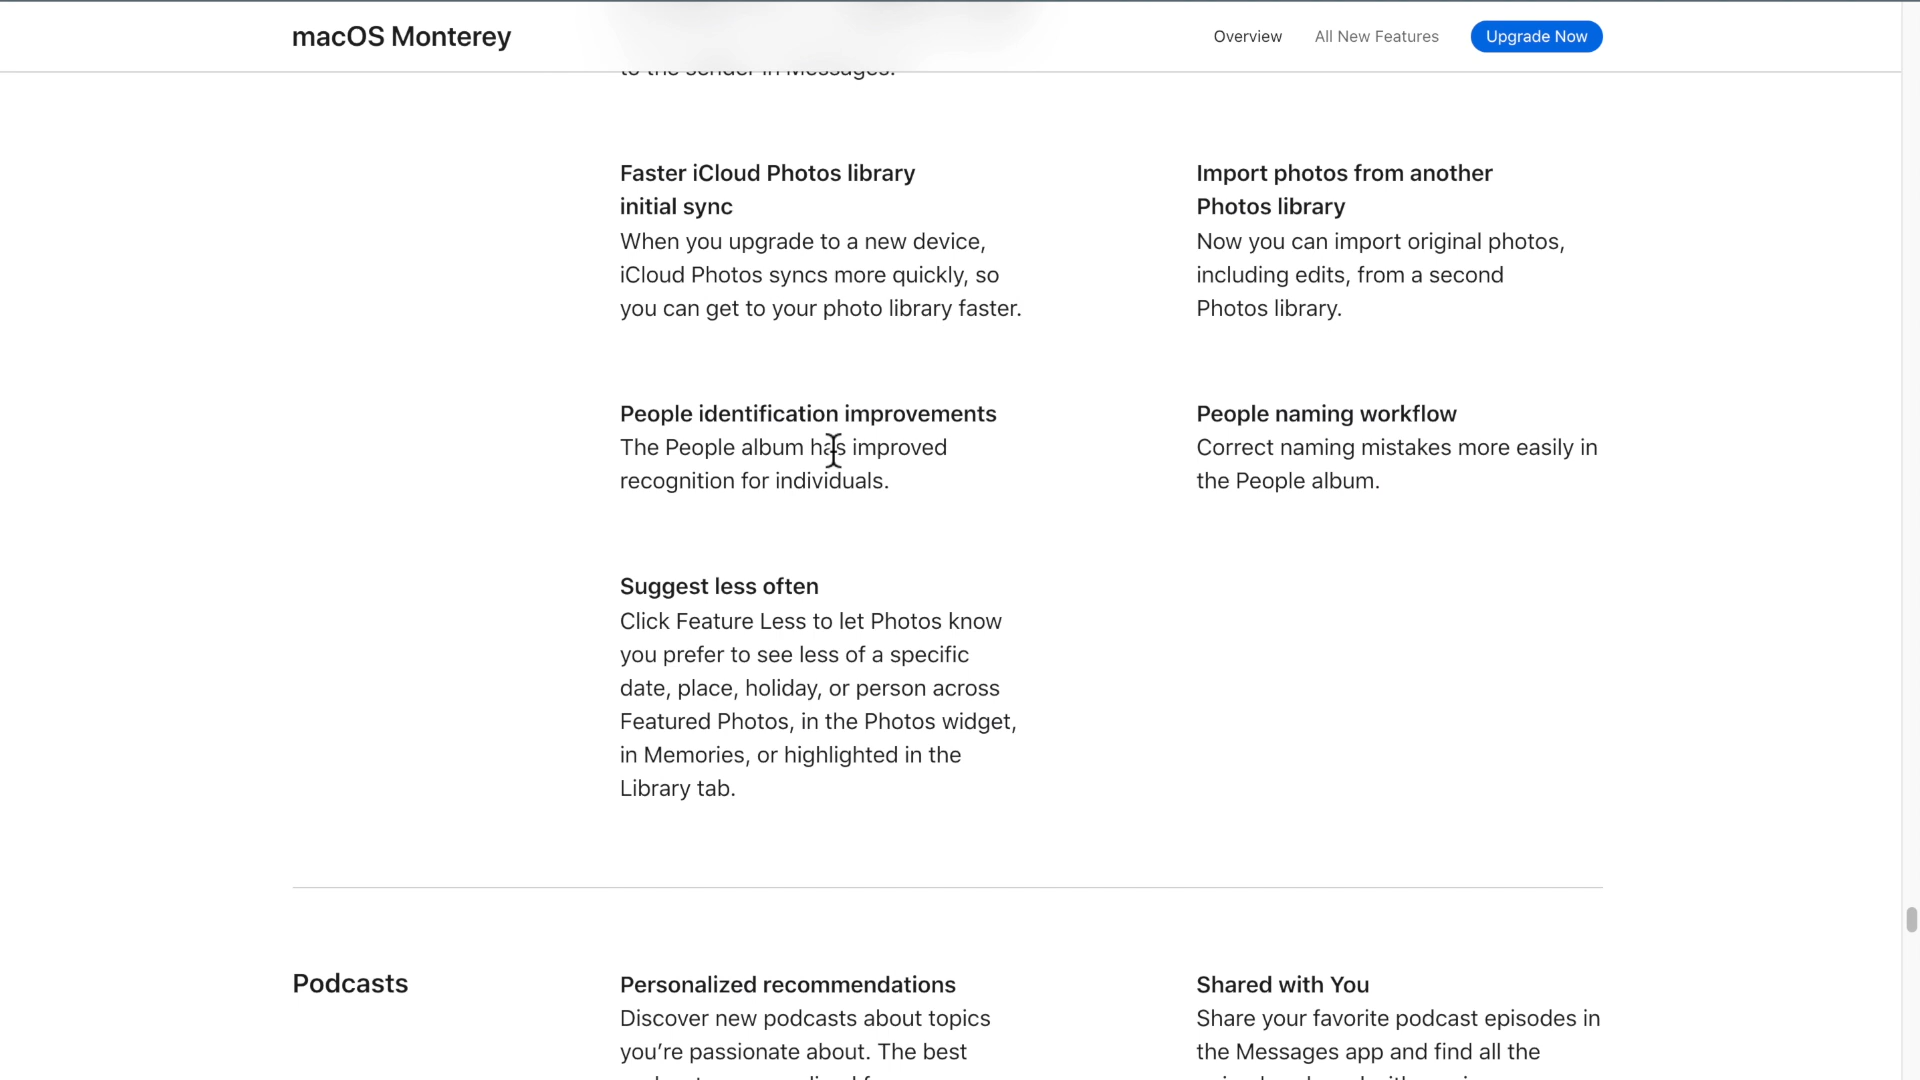 macOS Monterey
Overview
All New Features
Upgrade Now
to the sender in Messages.
Faster iCloud Photos library
initial sync
When you upgrade to a new device,
iCloud Photos syncs more quickly, so
you can get to your photo library faster.
Import photos from another
Photos library
Now you can import original photos,
including edits, from a second
Photos library.
People identification improvements
The People album has improved
recognition for individuals.
People naming workflow
Correct naming mistakes more easily in
the People album.
Suggest less often
Click Feature Less to let Photos know
you prefer to see less of a specific
date, place, holiday, or person across
Featured Photos, in the Photos widget,
in Memories, or highlighted in the
Library tab.
Podcasts
Personalized recommendations
Discover new podcasts about topics
you’re passionate about. The best
Shared with You
Share your favorite podcast episodes in
the Messages app and find all the